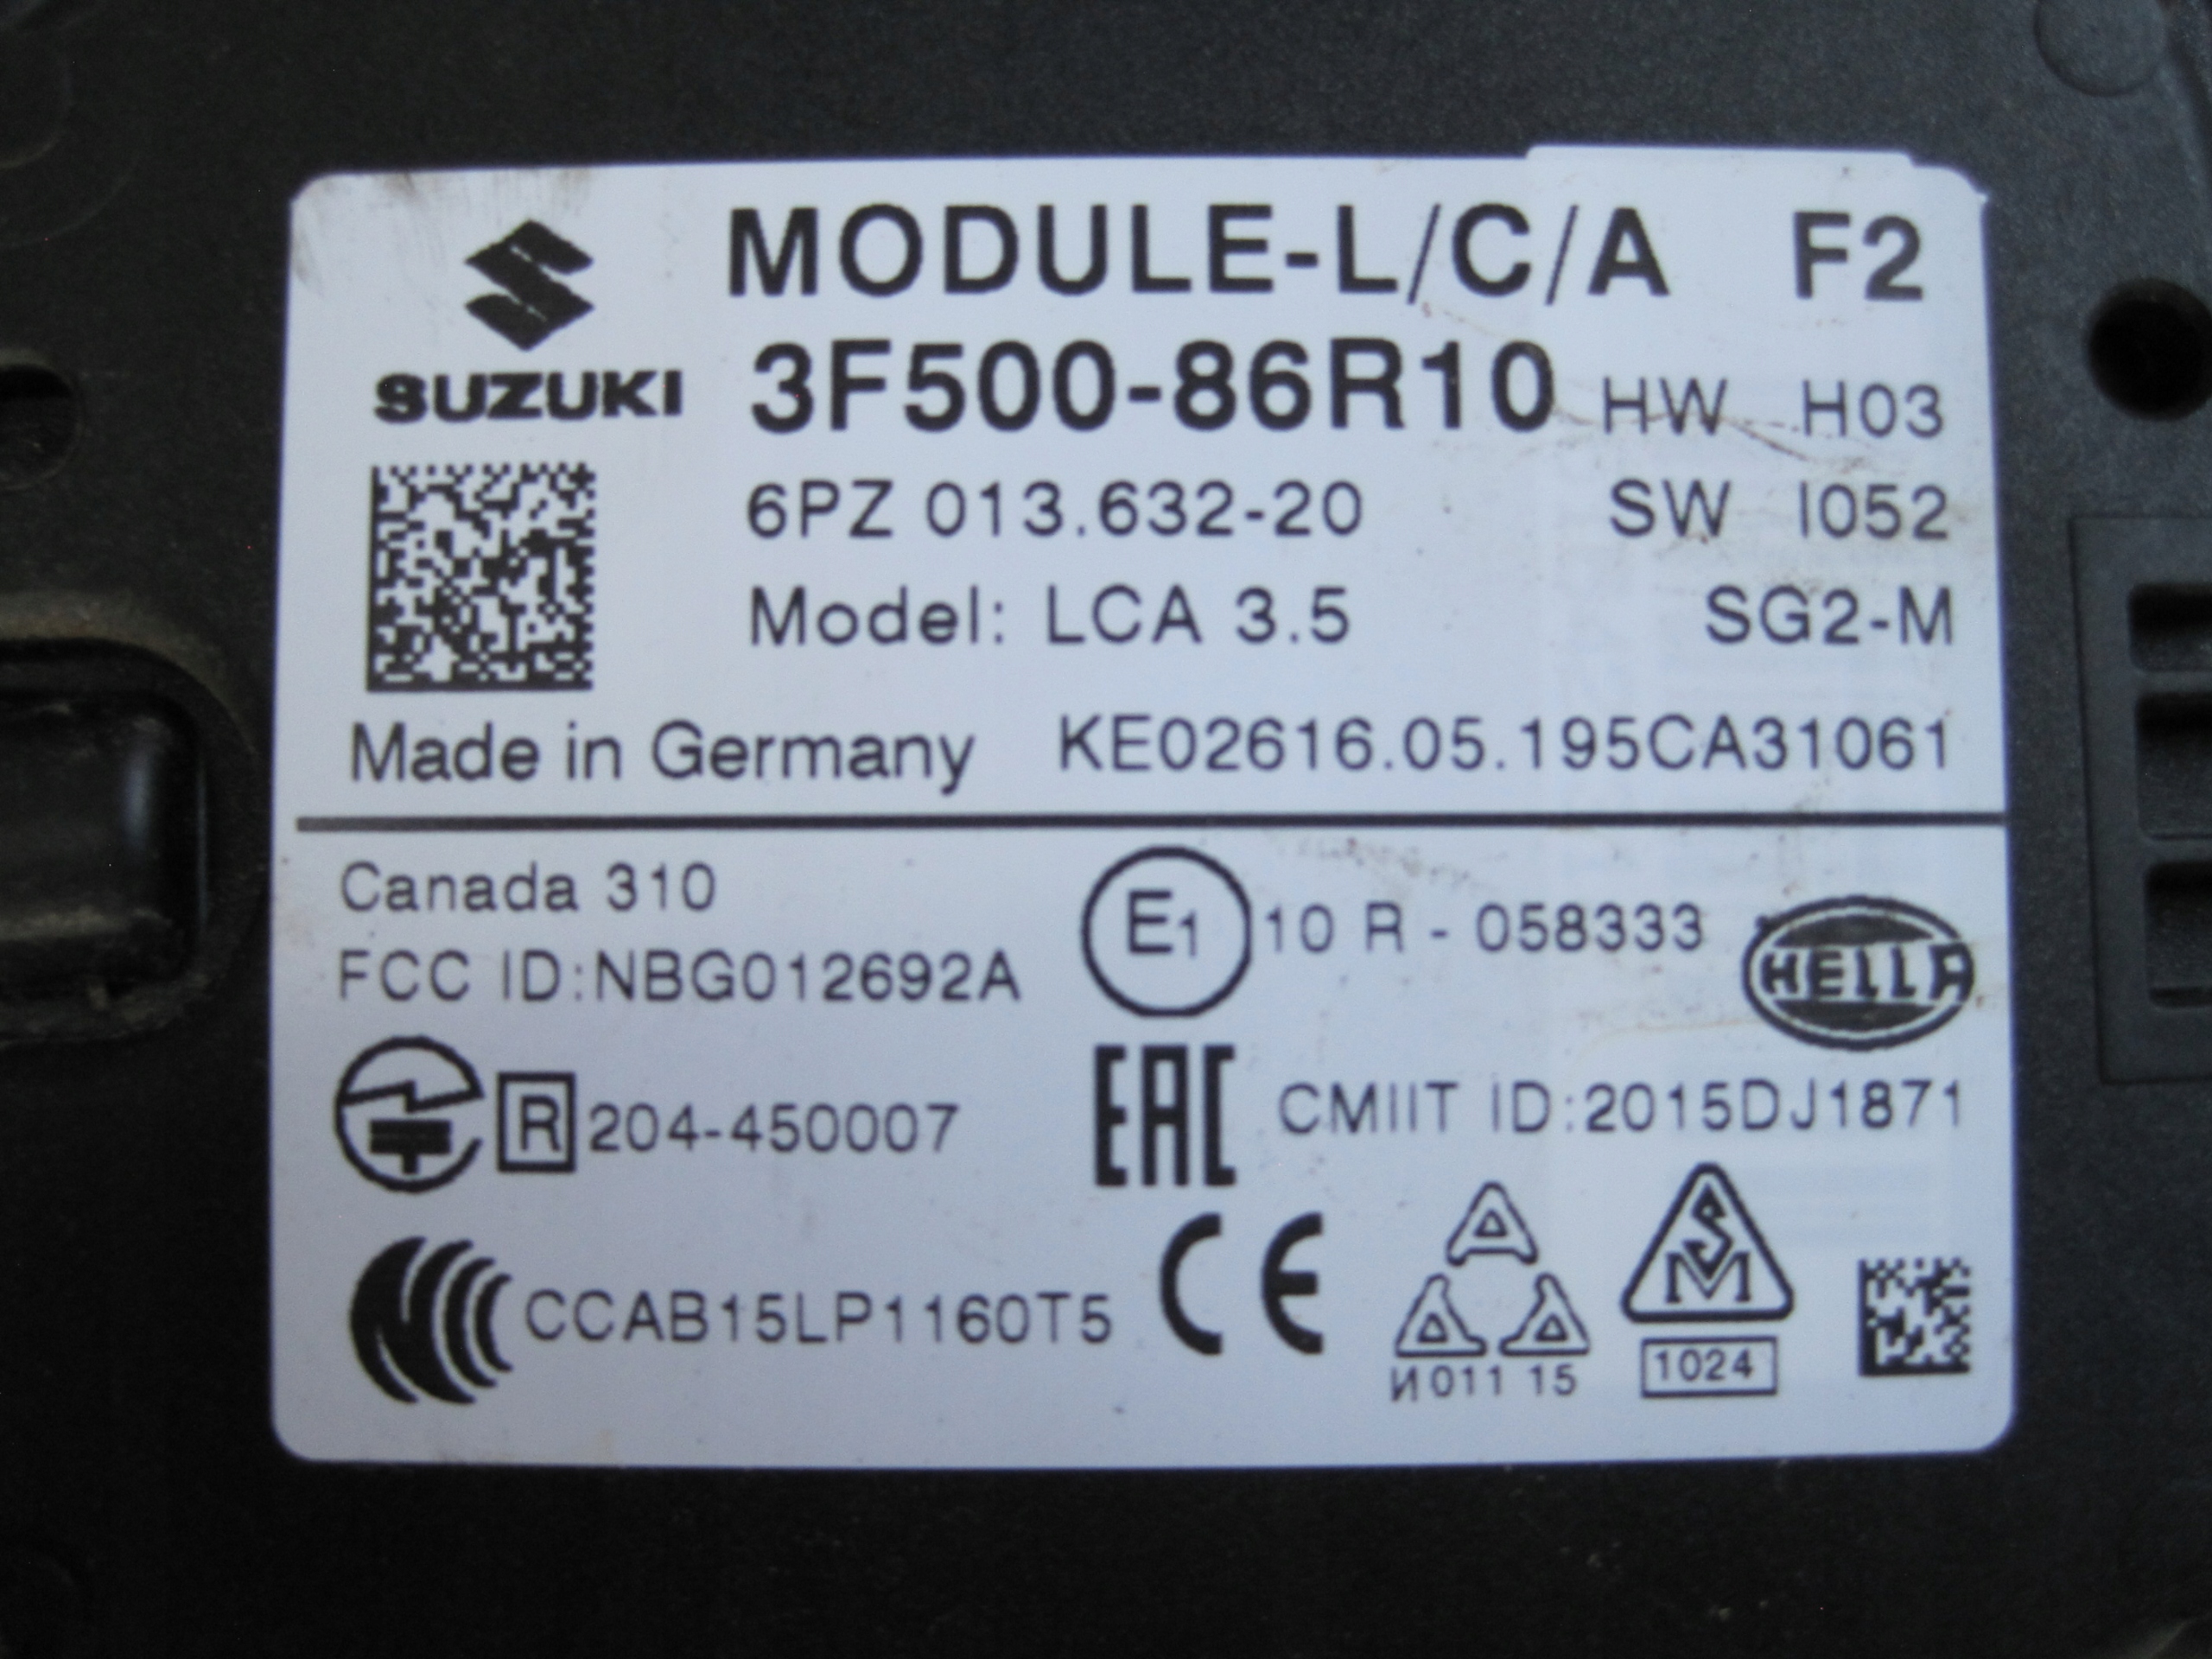 MODULE-L/C/A F2
SUZUKI 3F500-86R10 HW H03
6PZ 013.632-20 SW I052
Model: LCA 3.5 SG2-M
Made in Germany KE02616.05.195CA31061
Canada 310
E1 10 R - 058333 HELLA
FCC ID:NBG012692A
R 204-450007 EAC CMIIT ID:2015DJ1871
CCAB15LP1160T5 CE
SM
И011 15 1024